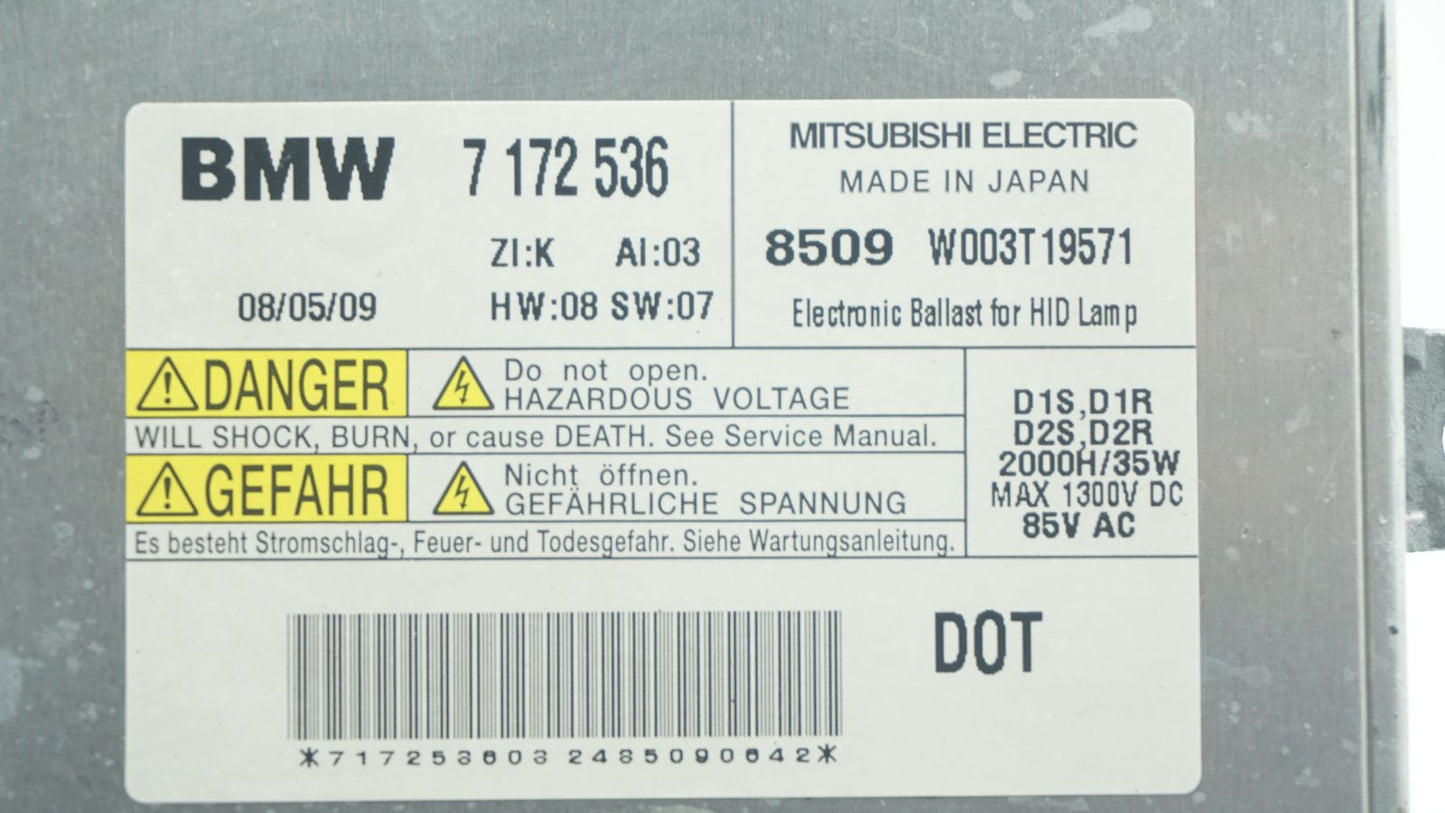 BMW 7 172 536
ZI:K AI:03
08/05/09 HW:08 SW:07
MITSUBISHI ELECTRIC
MADE IN JAPAN
8509 W003T19571
Electronic Ballast for HID Lamp
DANGER
Do not open.
HAZARDOUS VOLTAGE
WILL SHOCK, BURN, or cause DEATH. See Service Manual.
GEFAHR
Nicht öffnen.
GEFÄHRLICHE SPANNUNG
Es besteht Stromschlag-, Feuer- und Todesgefahr. Siehe Wartungsanleitung.
D1S,D1R
D2S,D2R
2000H/35W
MAX 1300V DC
85V AC
DOT
*717253603 2485090642*